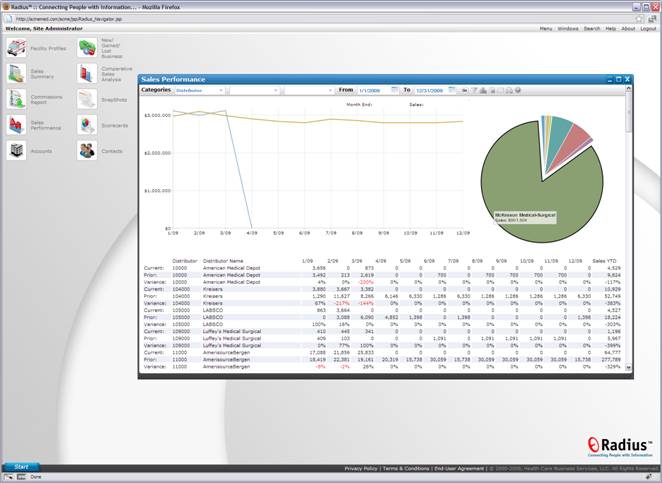 Radius™ :: Connecting People with Information... - Mozilla Firefox
http://acmemed.com/acme/jsp/Radius_Navigator.jsp
Welcome, Site Administrator
Menu Windows Search Help About Logout
Facility Profiles
New/ Gained/ Lost Business
Sales Summary
Comparative Sales Analysis
Commissions Report
SnapShots
Sales Performance
Scorecards
Accounts
Contacts
Sales Performance
Categories Distributor From 1/1/2009 To 12/31/2009
Month End: Sales:
$3,000,000
$2,000,000
$1,000,000
$0
1/09 2/09 3/09 4/09 5/09 6/09 7/09 8/09 9/09 10/09 11/09 12/09
McKesson Medical-Surgical
Distributor Distributor Name 1/09 2/09 3/09 4/09 5/09 6/09 7/09 8/09 9/09 10/09 11/09 12/09 Sales YTD
Current: 10000 American Medical Depot 3,656 0 873 0 0 0 0 0 0 0 0 0 4,529
Prior: 10000 American Medical Depot 3,492 213 2,619 0 0 700 0 700 700 700 700 0 9,824
Variance: 10000 American Medical Depot 4% 0% -200% 0% 0% 0% 0% 0% 0% 0% 0% 0% -117%
Current: 104000 Kreisers 3,880 3,667 3,382 0 0 0 0 0 0 0 0 0 10,929
Prior: 104000 Kreisers 1,290 11,627 8,266 6,146 6,330 1,286 6,330 1,286 1,286 1,286 1,286 6,330 52,749
Variance: 104000 Kreisers 67% -217% -144% 0% 0% 0% 0% 0% 0% 0% 0% 0% -383%
Current: 105000 LABSCO 863 3,664 0 0 0 0 0 0 0 0 0 4,527
Prior: 105000 LABSCO 0 3,088 6,090 4,852 1,398 0 1,398 0 0 0 0 1,398 18,224
Variance: 105000 LABSCO 100% 16% 0% 0% 0% 0% 0% 0% 0% 0% 0% 0% -303%
Current: 109000 Luffey's Medical Surgical 410 445 341 0 0 0 0 0 0 0 0 0 1,196
Prior: 109000 Luffey's Medical Surgical 409 103 0 0 0 1,091 0 1,091 1,091 1,091 1,091 0 5,967
Variance: 109000 Luffey's Medical Surgical 0% 77% 100% 0% 0% 0% 0% 0% 0% 0% 0% 0% -399%
Current: 11000 AmerisourceBergen 17,088 21,856 25,833 0 0 0 0 0 0 0 0 0 64,777
Prior: 11000 AmerisourceBergen 18,419 22,381 19,161 20,319 15,738 30,059 15,738 30,059 30,059 30,059 30,059 15,738 277,789
Variance: 11000 AmerisourceBergen -8% -2% 26% 0% 0% 0% 0% 0% 0% 0% 0% 0% -329%
Radius™
Connecting People with Information
Start
Privacy Policy | Terms & Conditions | End-User Agreement | © 2000-2008, Health Care Business Services, LLC. All Rights Reserved.
Done